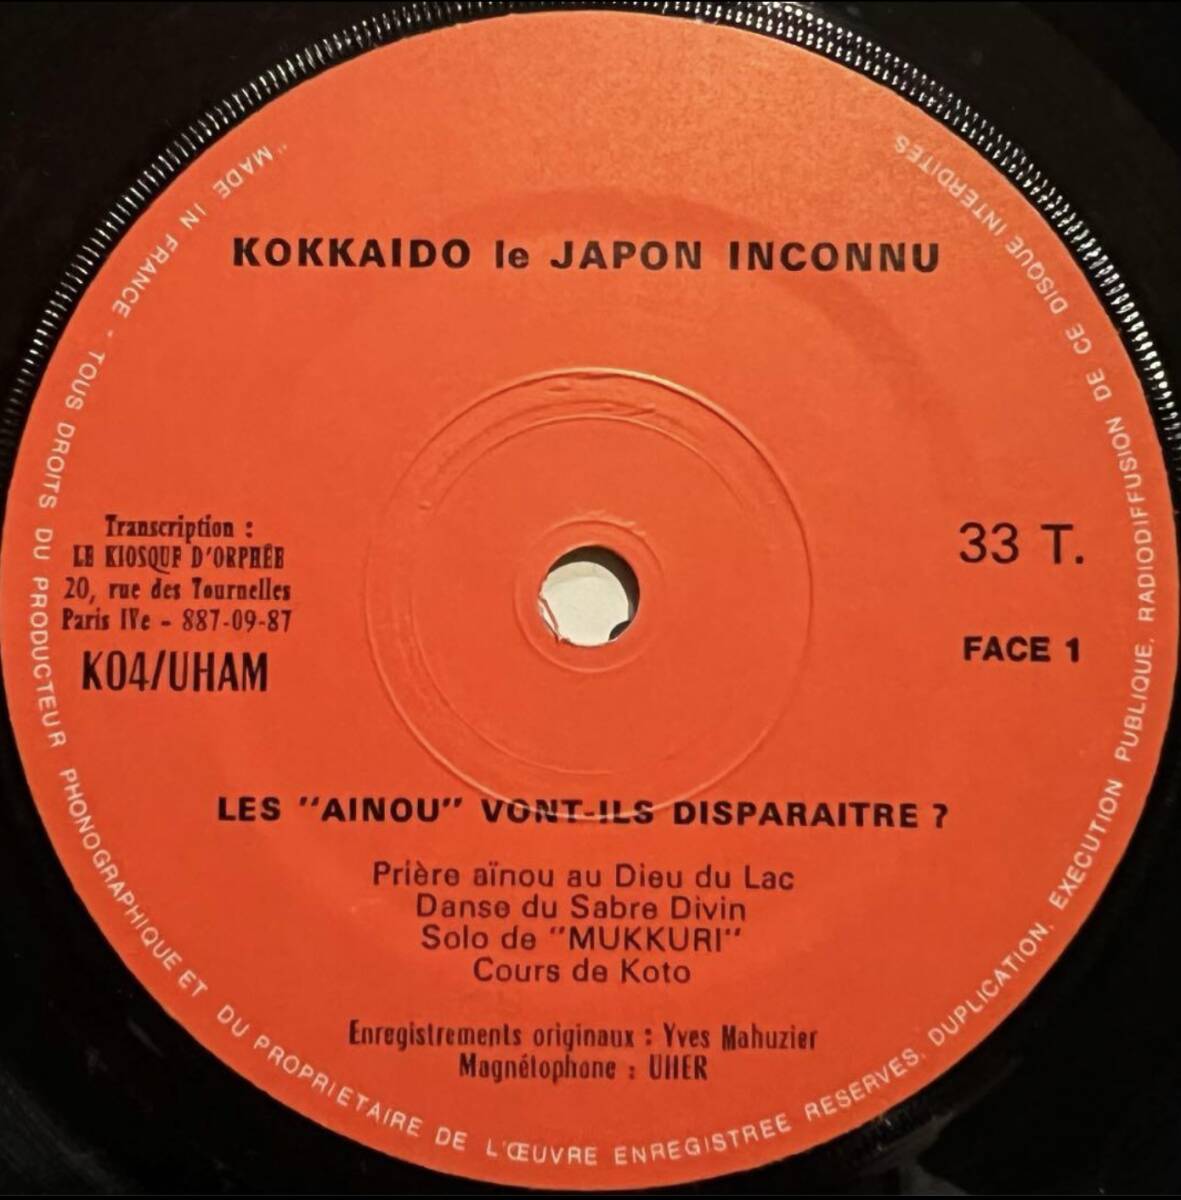 KOKKAIDO le JAPON INCONNU
Transcription :
LE KIOSQUE D'ORPHÉE
20, rue des Tournelles
Paris IVe - 887-09-87
K04/UHAM
33 T.
FACE 1
LES "AINOU" VONT-ILS DISPARAITRE ?
Prière aïnou au Dieu du Lac
Danse du Sabre Divin
Solo de "MUKKURI"
Cours de Koto
Enregistrements originaux : Yves Mahuzier
Magnétophone : UHER
"MADE IN FRANCE - TOUS DROITS DU PRODUCTEUR PHONOGRAPHIQUE ET DU PROPRIETAIRE DE L'ŒUVRE ENREGISTREE RESERVES. DUPLICATION, EXECUTION PUBLIQUE, RADIODIFFUSION DE CE DISQUE INTERDITES